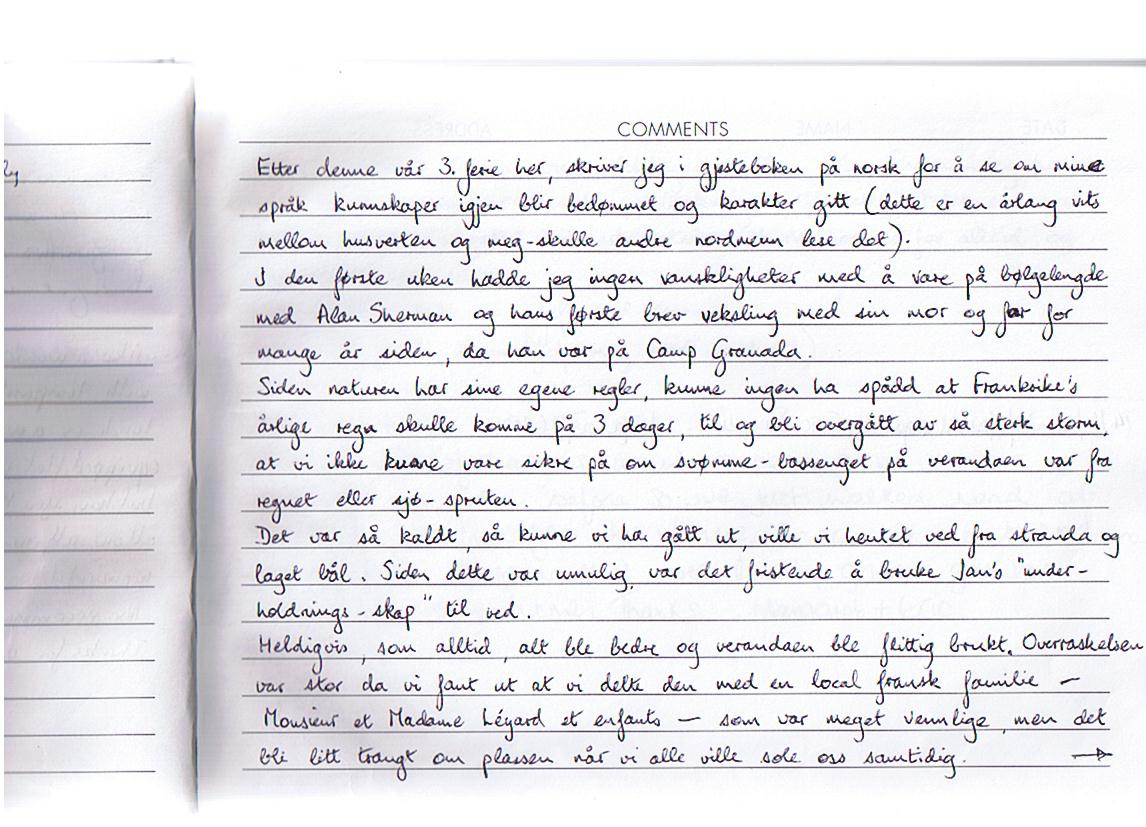 COMMENTS
Etter denne vår 3. ferie her, skriver jeg i gjesteboken på norsk for å se om mine
språk kunnskaper igjen blir bedømmet og karakter gitt (dette er en årlang vits
mellom husverten og meg-skulle andre nordmenn lese det).
I den første uken hadde jeg ingen vanskligheter med å vare på bølgelengde
med Alan Sherman og hans første brev veksling med sin mor og far for
mange år siden, da han var på Camp Granada.
Siden naturen har sine egene regler, kunne ingen ha spådd at Frankrike's
årlige regn skulle komme på 3 dager, til og bli overgått av så sterk storm,
at vi ikke kunne vare sikre på om svømme-bassenget på verandaen var fra
regnet eller sjø-spruten.
Det var så kaldt, så kunne vi ha gått ut, ville vi hentet ved fra stranda og
laget bål. Siden dette var umulig, var det fristende å bruke Jan's "under-
holdnings-skap" til ved.
Heldigvis, som alltid, alt ble bedre og verandaen ble flittig brukt. Overraskelsen
var stor da vi fant ut at vi delte den med en local fransk familie —
Monsieur et Madame Légard et enfants — som var meget vennlige, men det
bli litt trangt om plassen når vi alle ville sole oss samtidig. →